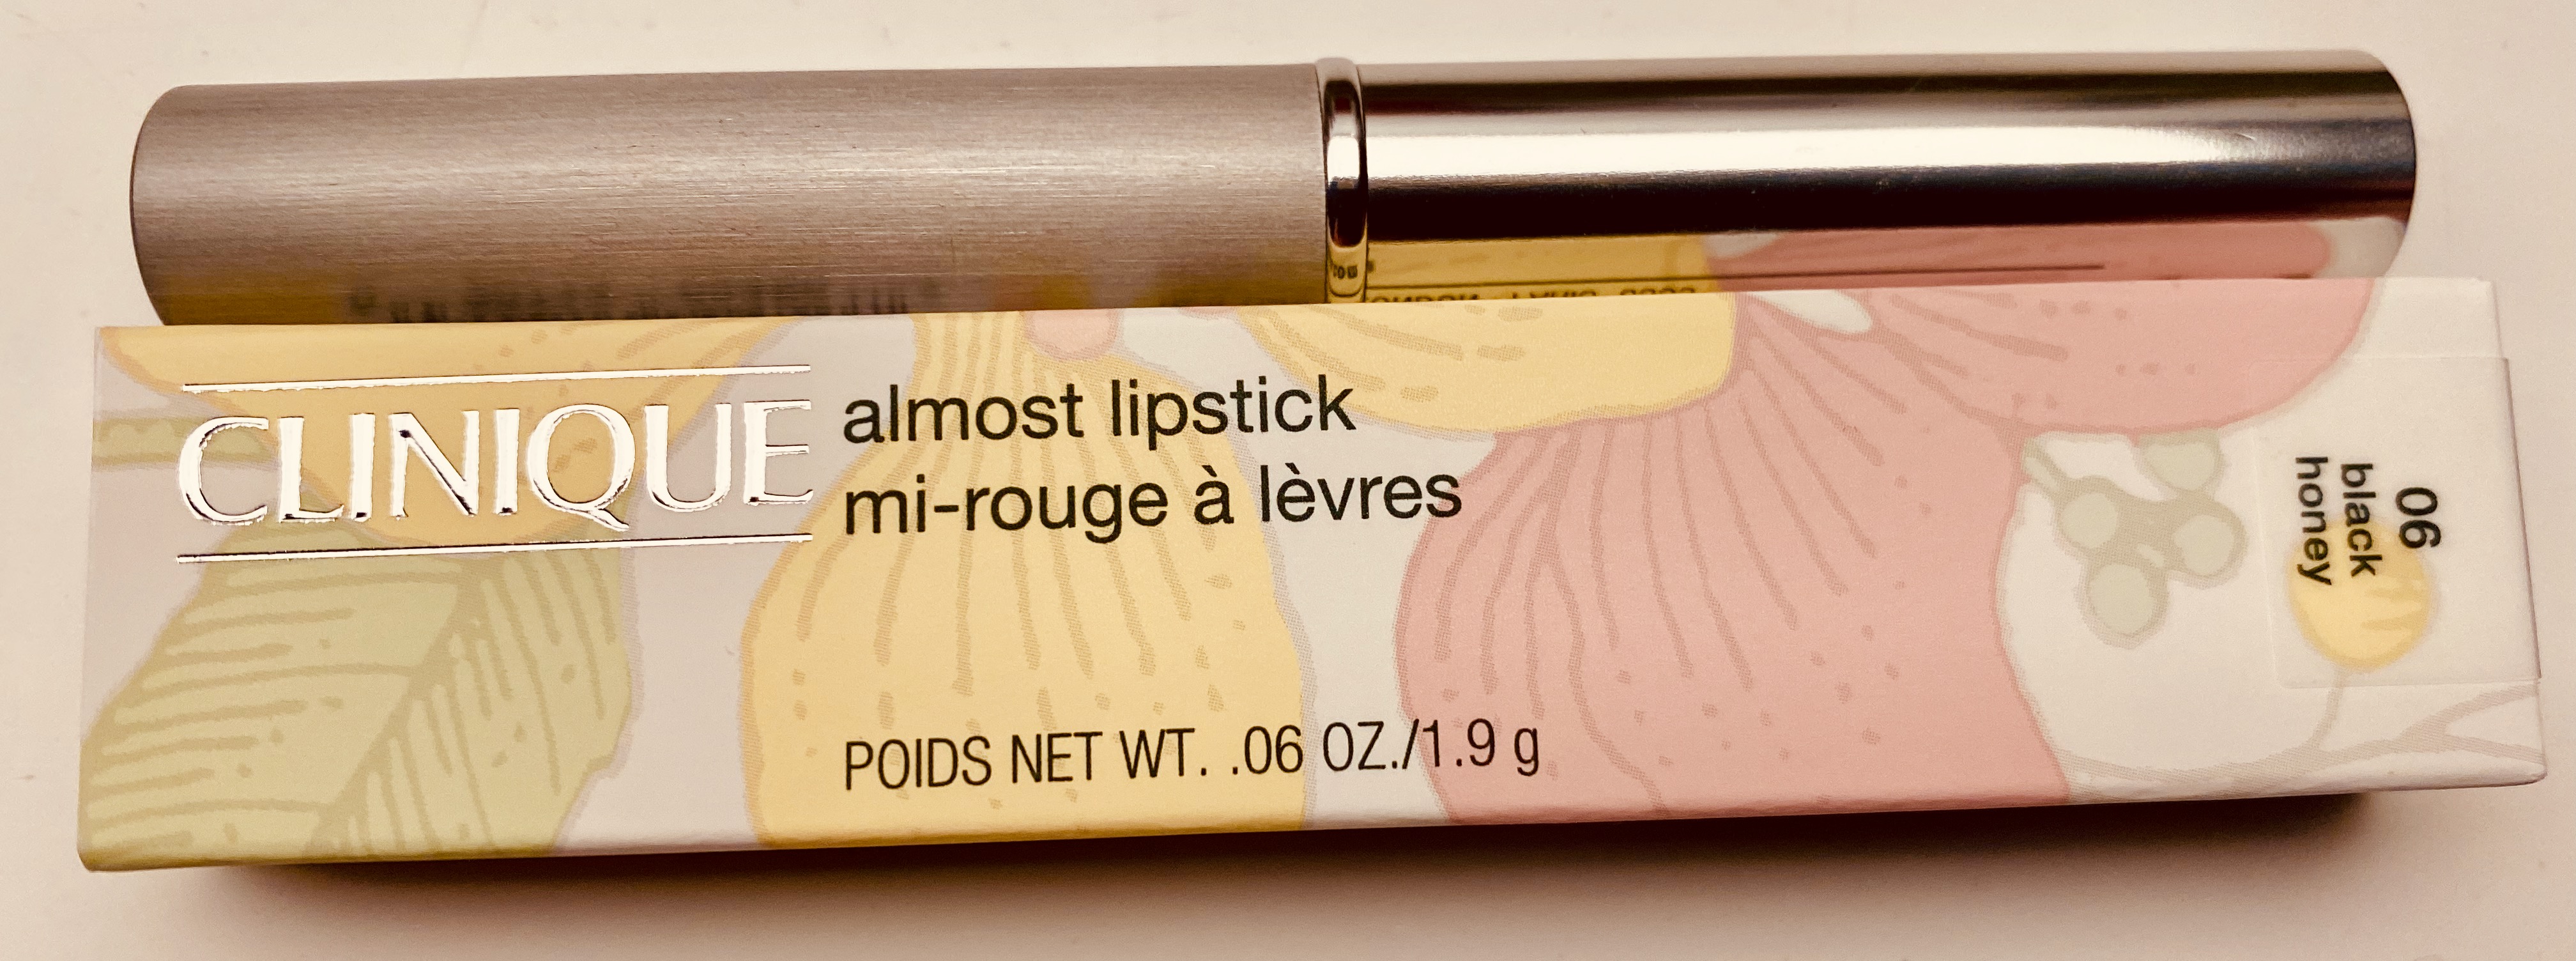 CLINIQUE
almost lipstick
mi-rouge à lèvres
POIDS NET WT. .06 OZ./1.9 g
06
black
honey